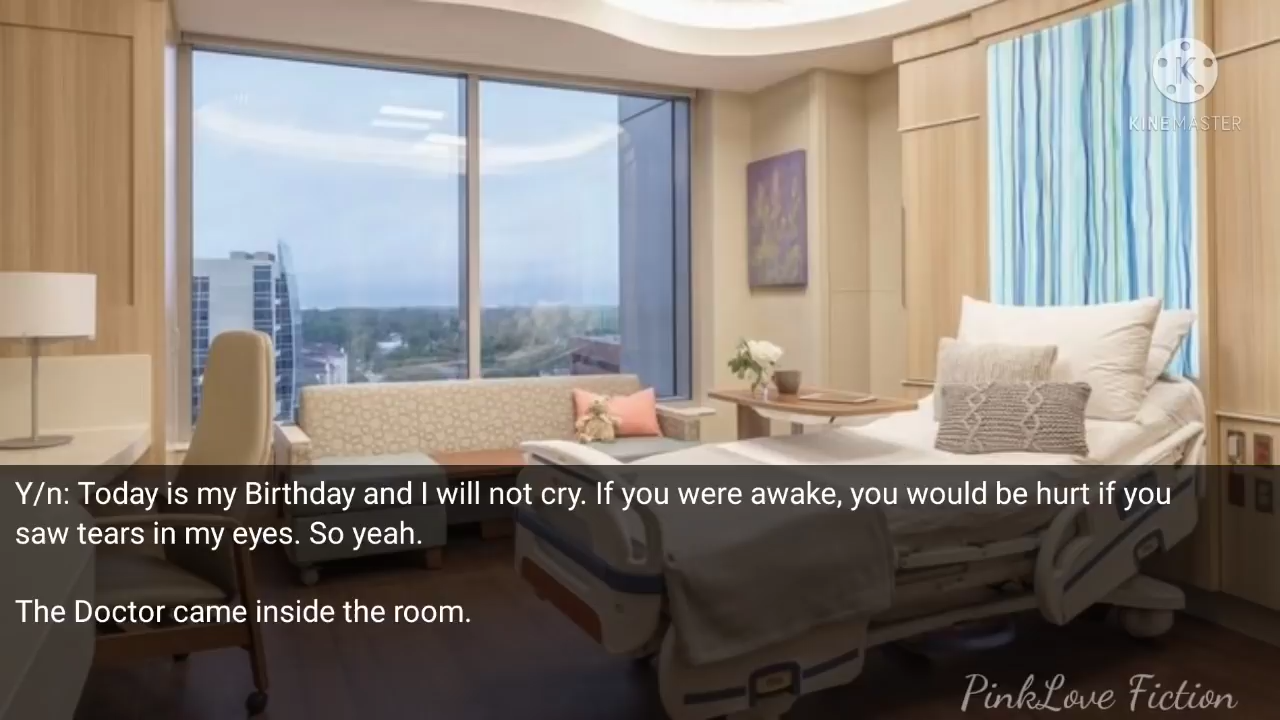 K
KINEMASTER
Y/n: Today is my Birthday and I will not cry. If you were awake, you would be hurt if you
saw tears in my eyes. So yeah.
The Doctor came inside the room.
PinkLove Fiction